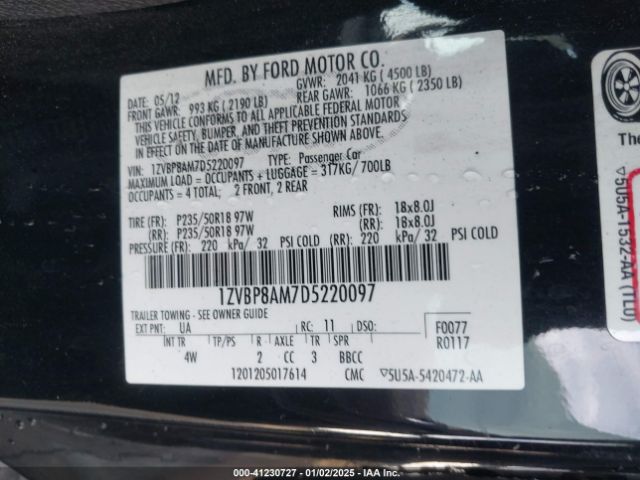 MFD. BY FORD MOTOR CO.
05/12 GVWR: 2041 KG ( 4500 LB)
FRONT GAWR: 993 KG ( 2190 LB) REAR GAWR: 1066 KG ( 2350 LB)
THIS VEHICLE CONFORMS TO ALL APPLICABLE FEDERAL MOTOR
VEHICLE SAFETY, BUMPER, AND THEFT PREVENTION STANDARDS
IN EFFECT ON THE DATE OF MANUFACTURE SHOWN ABOVE.
VIN: 1ZVBP8AM7D5220097 TYPE: Passenger Car
MAXIMUM LOAD = OCCUPANTS + LUGGAGE = 317KG/ 700LB
OCCUPANTS = 4 TOTAL; 2 FRONT, 2 REAR
TIRE (FR): P235/50R18 97W RIMS (FR): 18x8.0J
(RR): P235/50R18 97W (RR): 18x8.0J
PRESSURE (FR): 220 kPa/ 32 PSI COLD (RR): 220 kPa/ 32 PSI COLD
1ZVBP8AM7D5220097
TRAILER TOWING - SEE OWNER GUIDE
EXT PNT: UA RC: 11 DSO: F0077
R0117
INT TR TP/PS R AXLE TR SPR
4W 2 CC 3 BBCC
1201205017614 CMC ▽5U5A-5420472-AA
The
▽5U5A-1532-AA (TL0)
000-41230727 - 01/02/2025 - IAA Inc.